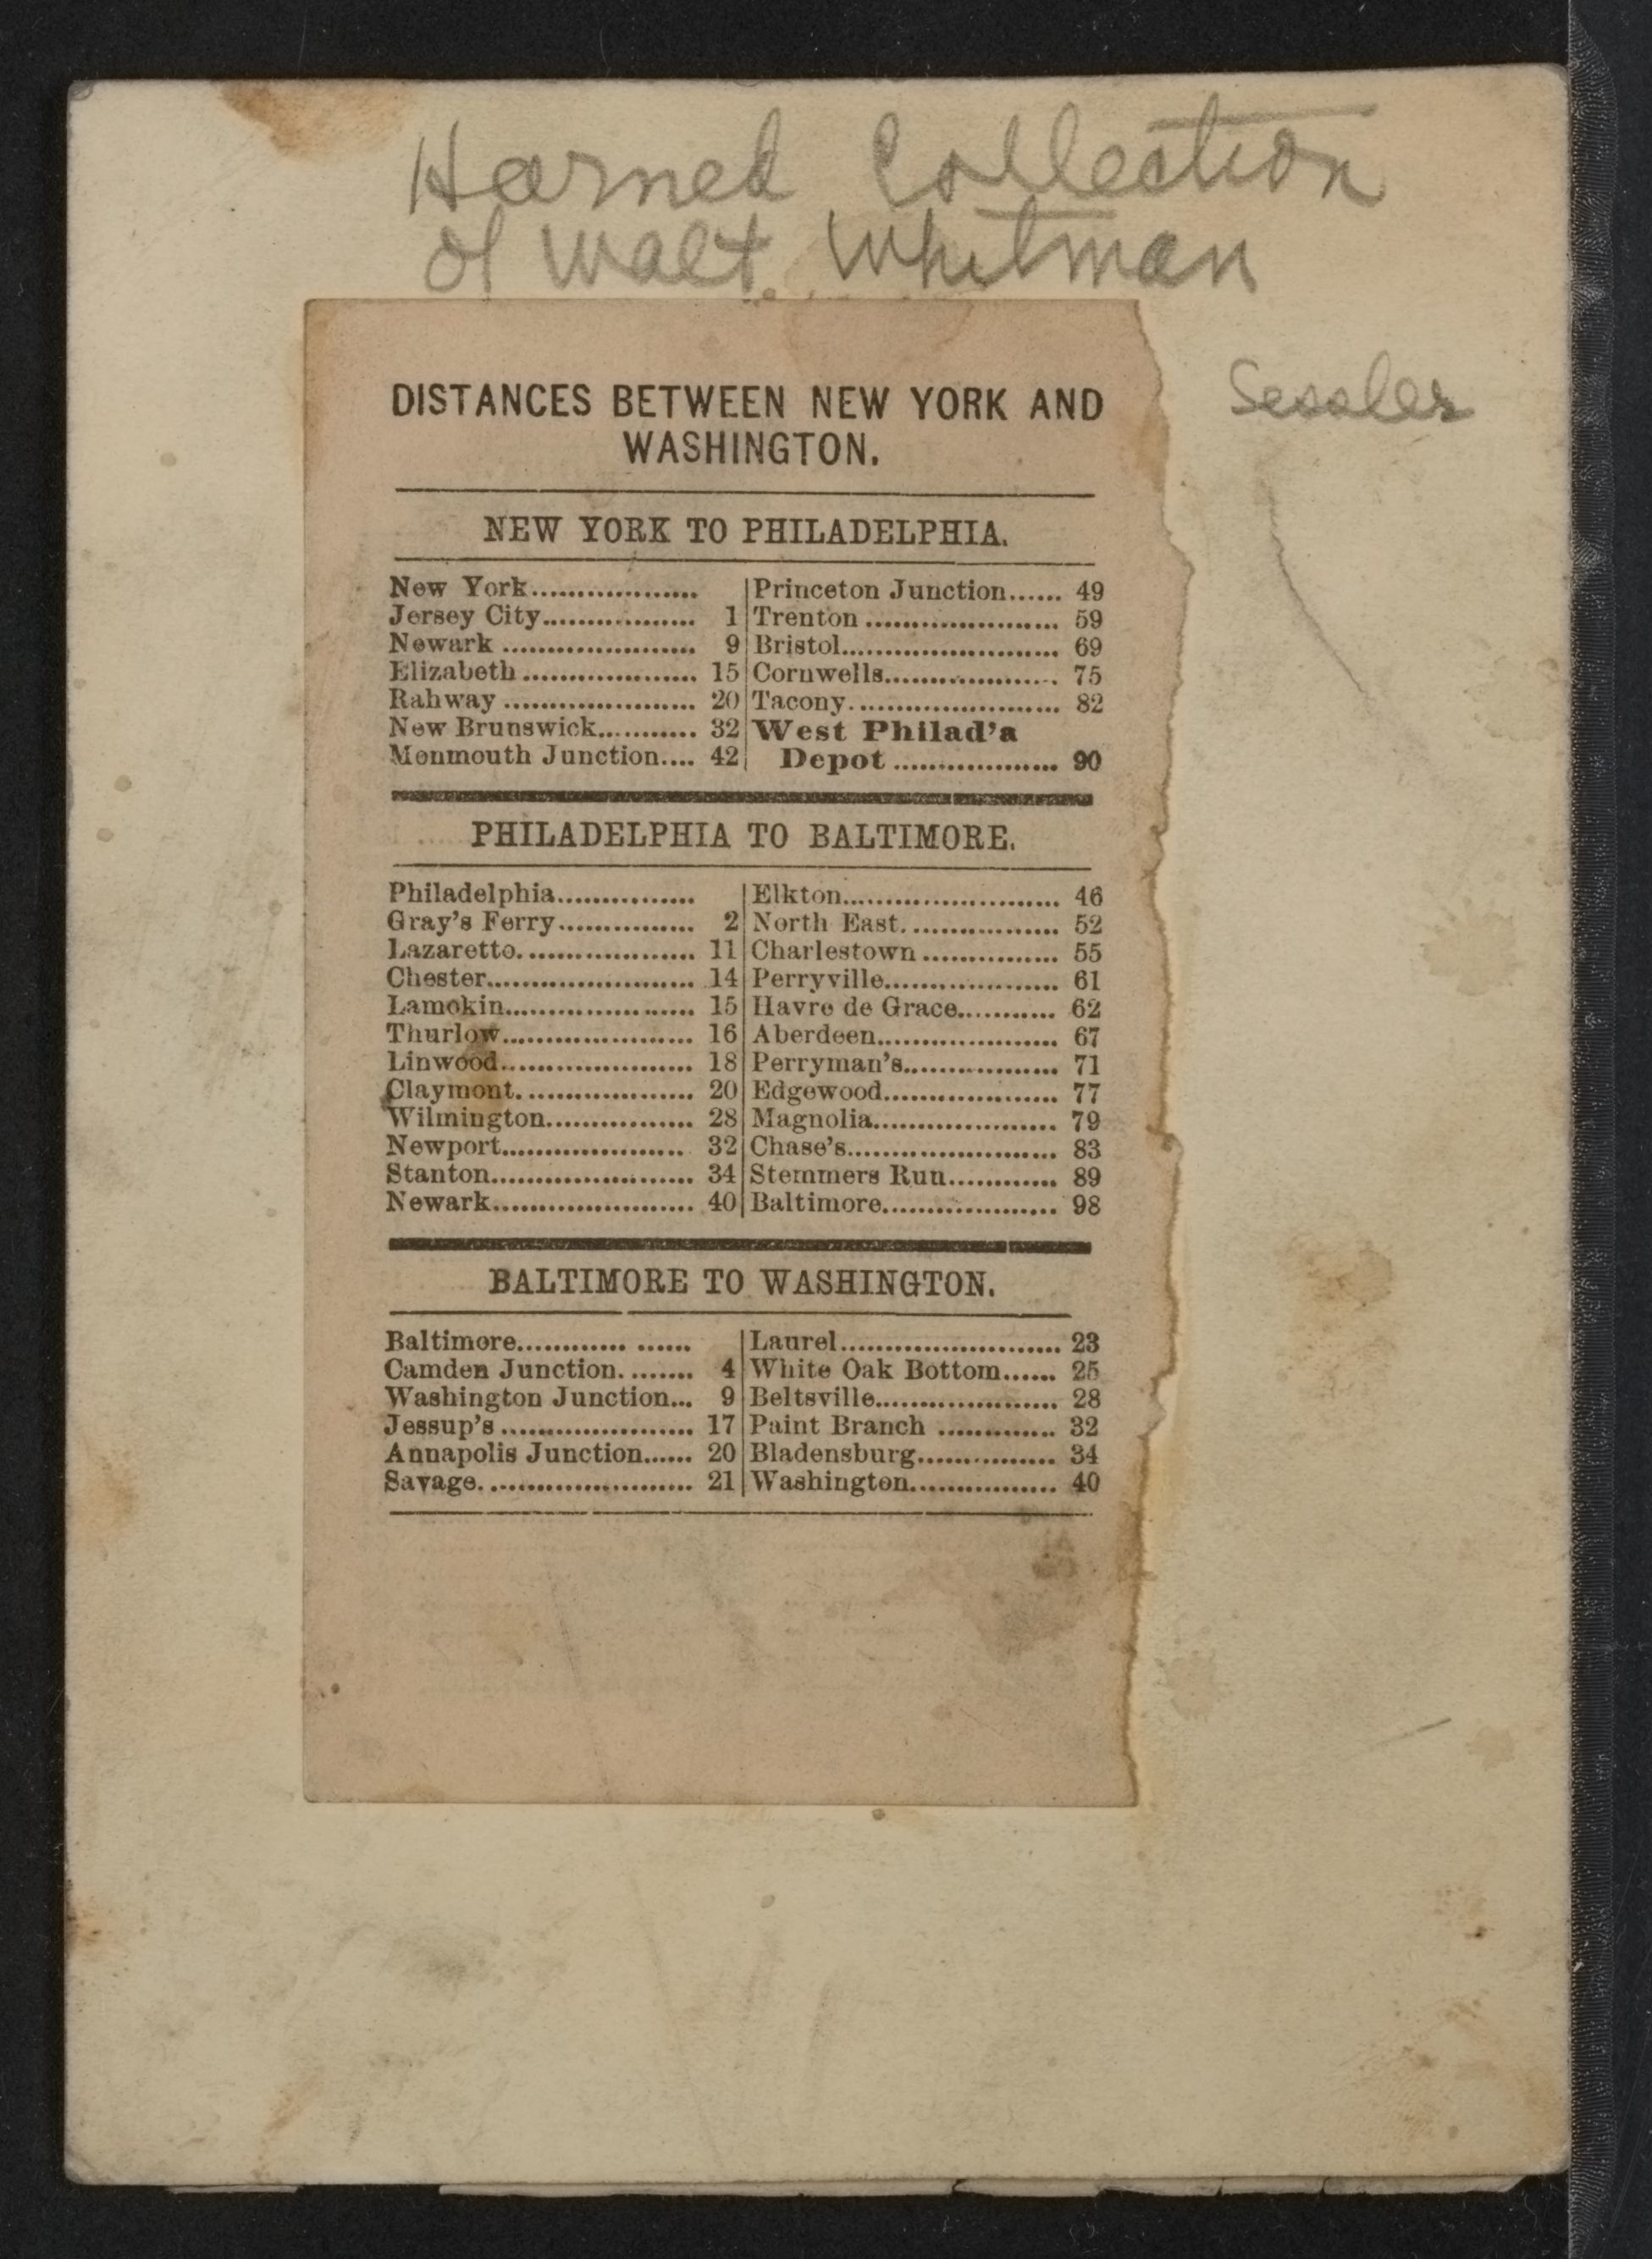 Harned Collection
of Walt Whitman
Sessler
DISTANCES BETWEEN NEW YORK AND
WASHINGTON.
NEW YORK TO PHILADELPHIA.
New York..................
Jersey City................. 1
Newark ..................... 9
Elizabeth ................... 15
Rahway ..................... 20
New Brunswick........... 32
Monmouth Junction.... 42
Princeton Junction...... 49
Trenton ..................... 59
Bristol........................ 69
Cornwells................... 75
Tacony....................... 82
West Philad'a
Depot .................. 90
PHILADELPHIA TO BALTIMORE.
Philadelphia...............
Gray's Ferry............... 2
Lazaretto................... 11
Chester....................... 14
Lamokin..................... 15
Thurlow..................... 16
Linwood..................... 18
Claymont................... 20
Wilmington................ 28
Newport.................... 32
Stanton...................... 34
Newark...................... 40
Elkton........................ 46
North East................. 52
Charlestown ............... 55
Perryville................... 61
Havre de Grace........... 62
Aberdeen.................... 67
Perryman's................. 71
Edgewood................... 77
Magnolia.................... 79
Chase's....................... 83
Stemmers Run............ 89
Baltimore................... 98
BALTIMORE TO WASHINGTON.
Baltimore............ ......
Camden Junction........ 4
Washington Junction... 9
Jessup's ..................... 17
Annapolis Junction...... 20
Savage....................... 21
Laurel........................ 23
White Oak Bottom...... 25
Beltsville.................... 28
Paint Branch ............. 32
Bladensburg............... 34
Washington................ 40